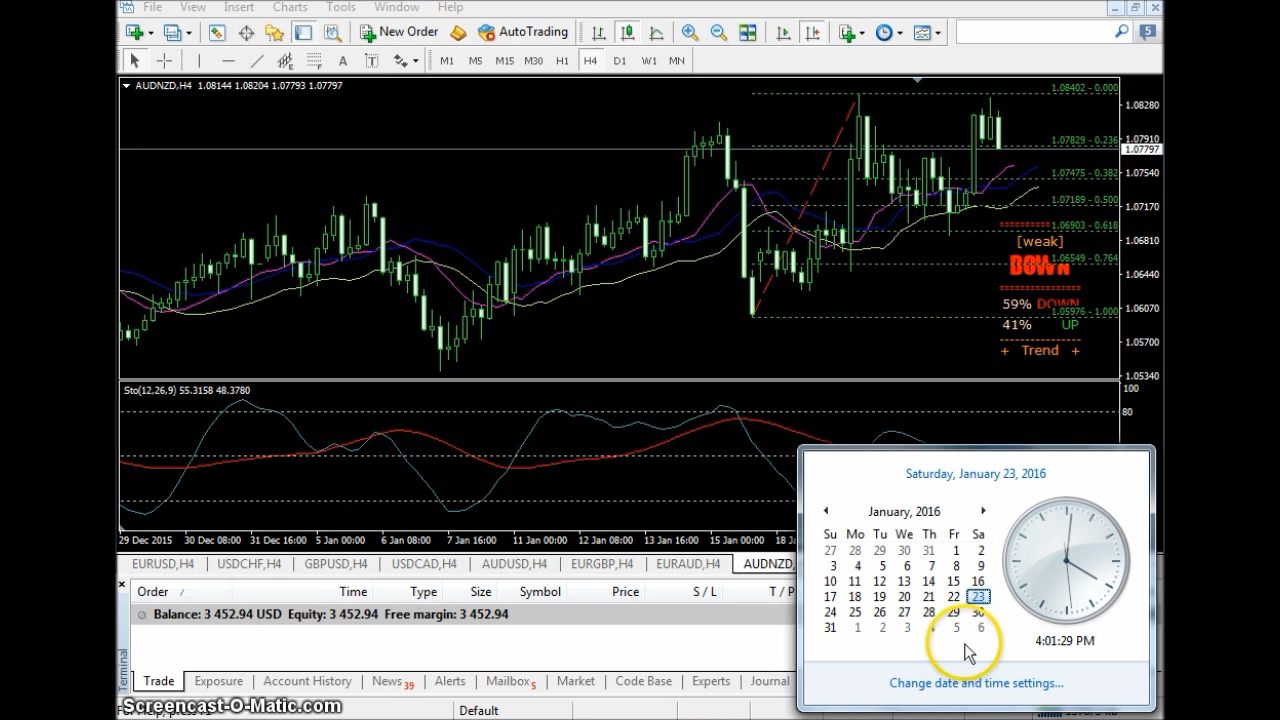 File Edit View Insert Charts Tools Window Help
New Order AutoTrading 5
A T M1 M5 M15 M30 H1 H4 D1 W1 MN
AUDNZD,H4 1.08144 1.08204 1.07793 1.07797
1.08402 - 0.000
1.08280
1.07829 - 0.236
1.07910
1.07797
1.07475 - 0.382
1.07540
1.07189 - 0.500
1.07170
1.06903 - 0.618
[weak]
1.06810
DOWN
1.06549 - 0.764
1.06440
59% DOWN
1.05976 - 1.000
1.06070
41% UP
+ Trend +
1.05700
1.05340
Sto(12,26,9) 55.3158 48.3780
100
80
29 Dec 2015 30 Dec 08:00 31 Dec 16:00 5 Jan 00:00 6 Jan 08:00 7 Jan 16:00 11 Jan 00:00 12 Jan 08:00 13 Jan 16:00 15 Jan 00:00 18 J
EURUSD,H4 USDCHF,H4 GBPUSD,H4 USDCAD,H4 AUDUSD,H4 EURGBP,H4 EURAUD,H4 AUDNZD,
Order / Time Type Size Symbol Price S / L T / P
Balance: 3 452.94 USD Equity: 3 452.94 Free margin: 3 452.94
Terminal
Trade Exposure Account History News 39 Alerts Mailbox 5 Market Code Base Experts Journal
Default
Screencast-O-Matic.com
Saturday, January 23, 2016
January, 2016
Su Mo Tu We Th Fr Sa
27 28 29 30 31 1 2
3 4 5 6 7 8 9
10 11 12 13 14 15 16
17 18 19 20 21 22 23
24 25 26 27 28 29 30
31 1 2 3 4 5 6
4:01:29 PM
Change date and time settings...